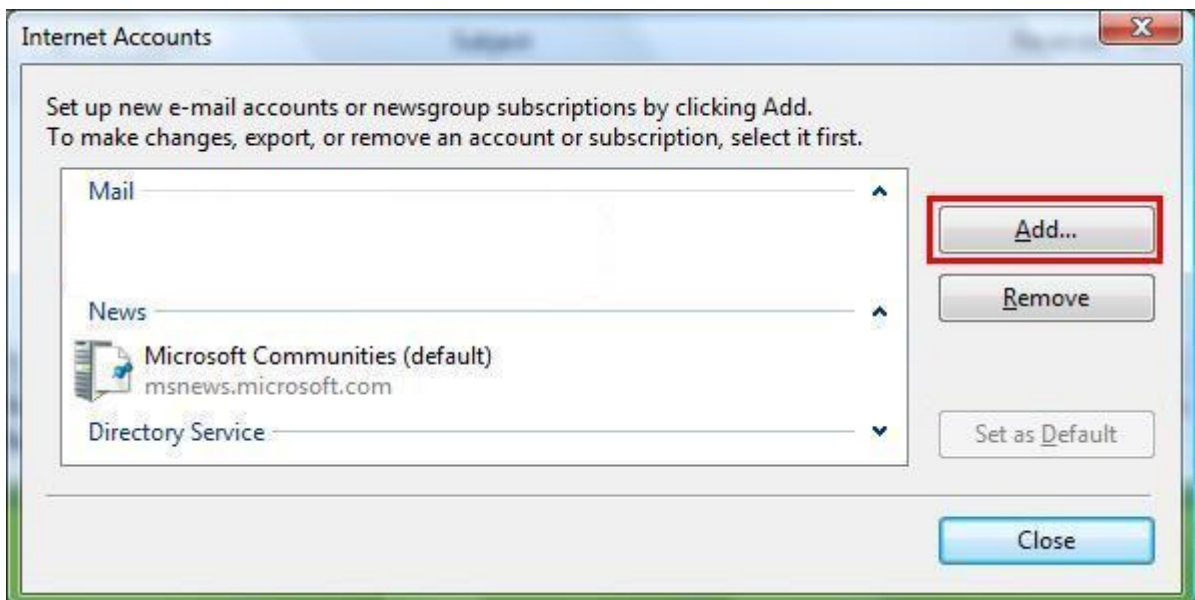 Internet Accounts
Subject
Set up new e-mail accounts or newsgroup subscriptions by clicking Add.
To make changes, export, or remove an account or subscription, select it first.
Mail
Add...
Remove
News
Microsoft Communities (default)
msnews.microsoft.com
Directory Service
Set as Default
Close